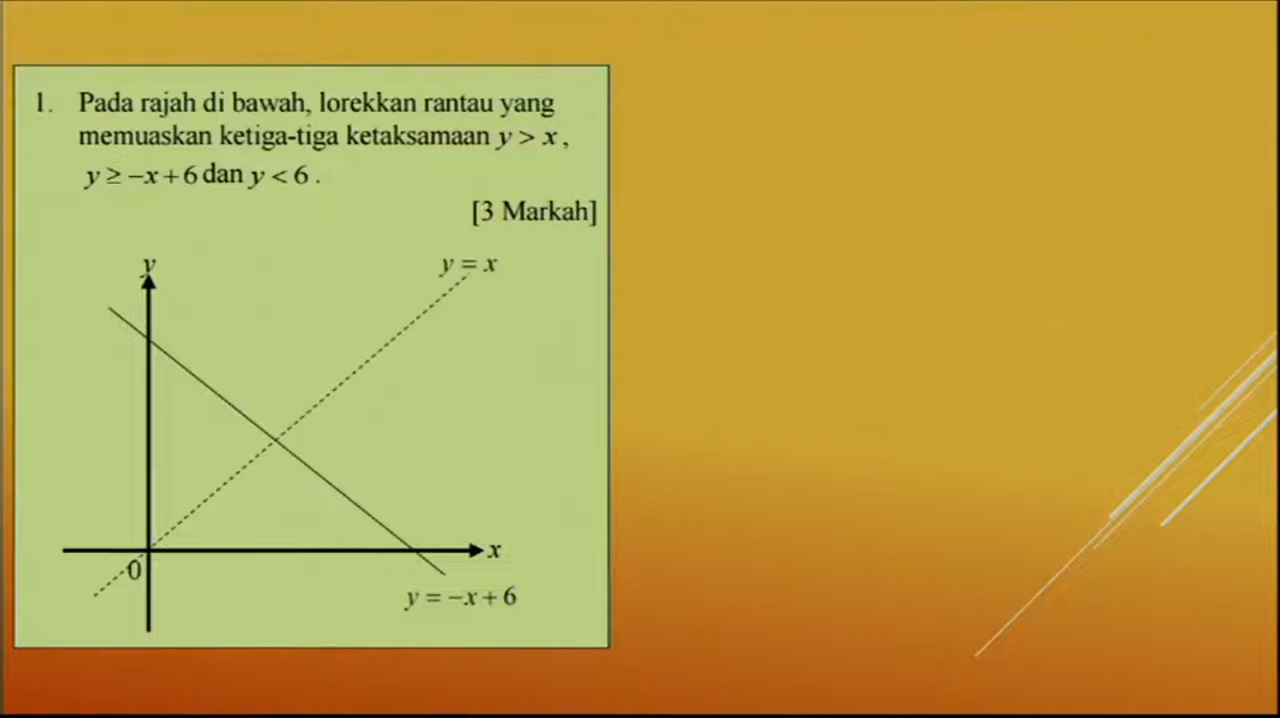 1. Pada rajah di bawah, lorekkan rantau yang
memuaskan ketiga-tiga ketaksamaan y > x ,
y ≥ −x + 6 dan y < 6 .
[3 Markah]
y
y = x
x
0
y = −x + 6